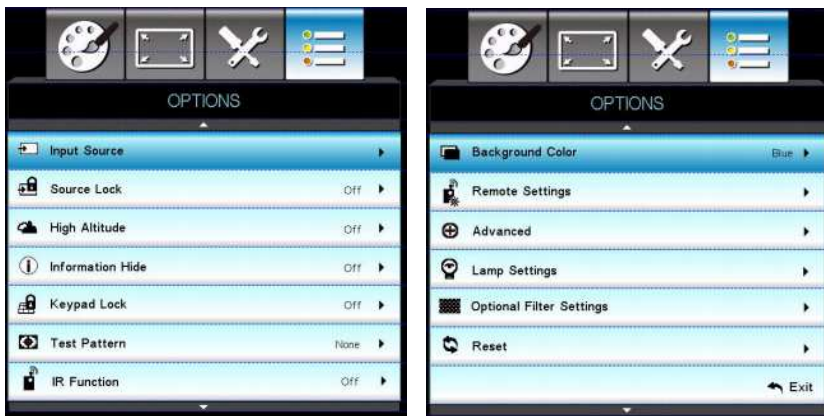 OPTIONS
Input Source
Source Lock Off
High Altitude Off
Information Hide Off
Keypad Lock Off
Test Pattern None
IR Function Off
OPTIONS
Background Color Blue
Remote Settings
Advanced
Lamp Settings
Optional Filter Settings
Reset
Exit